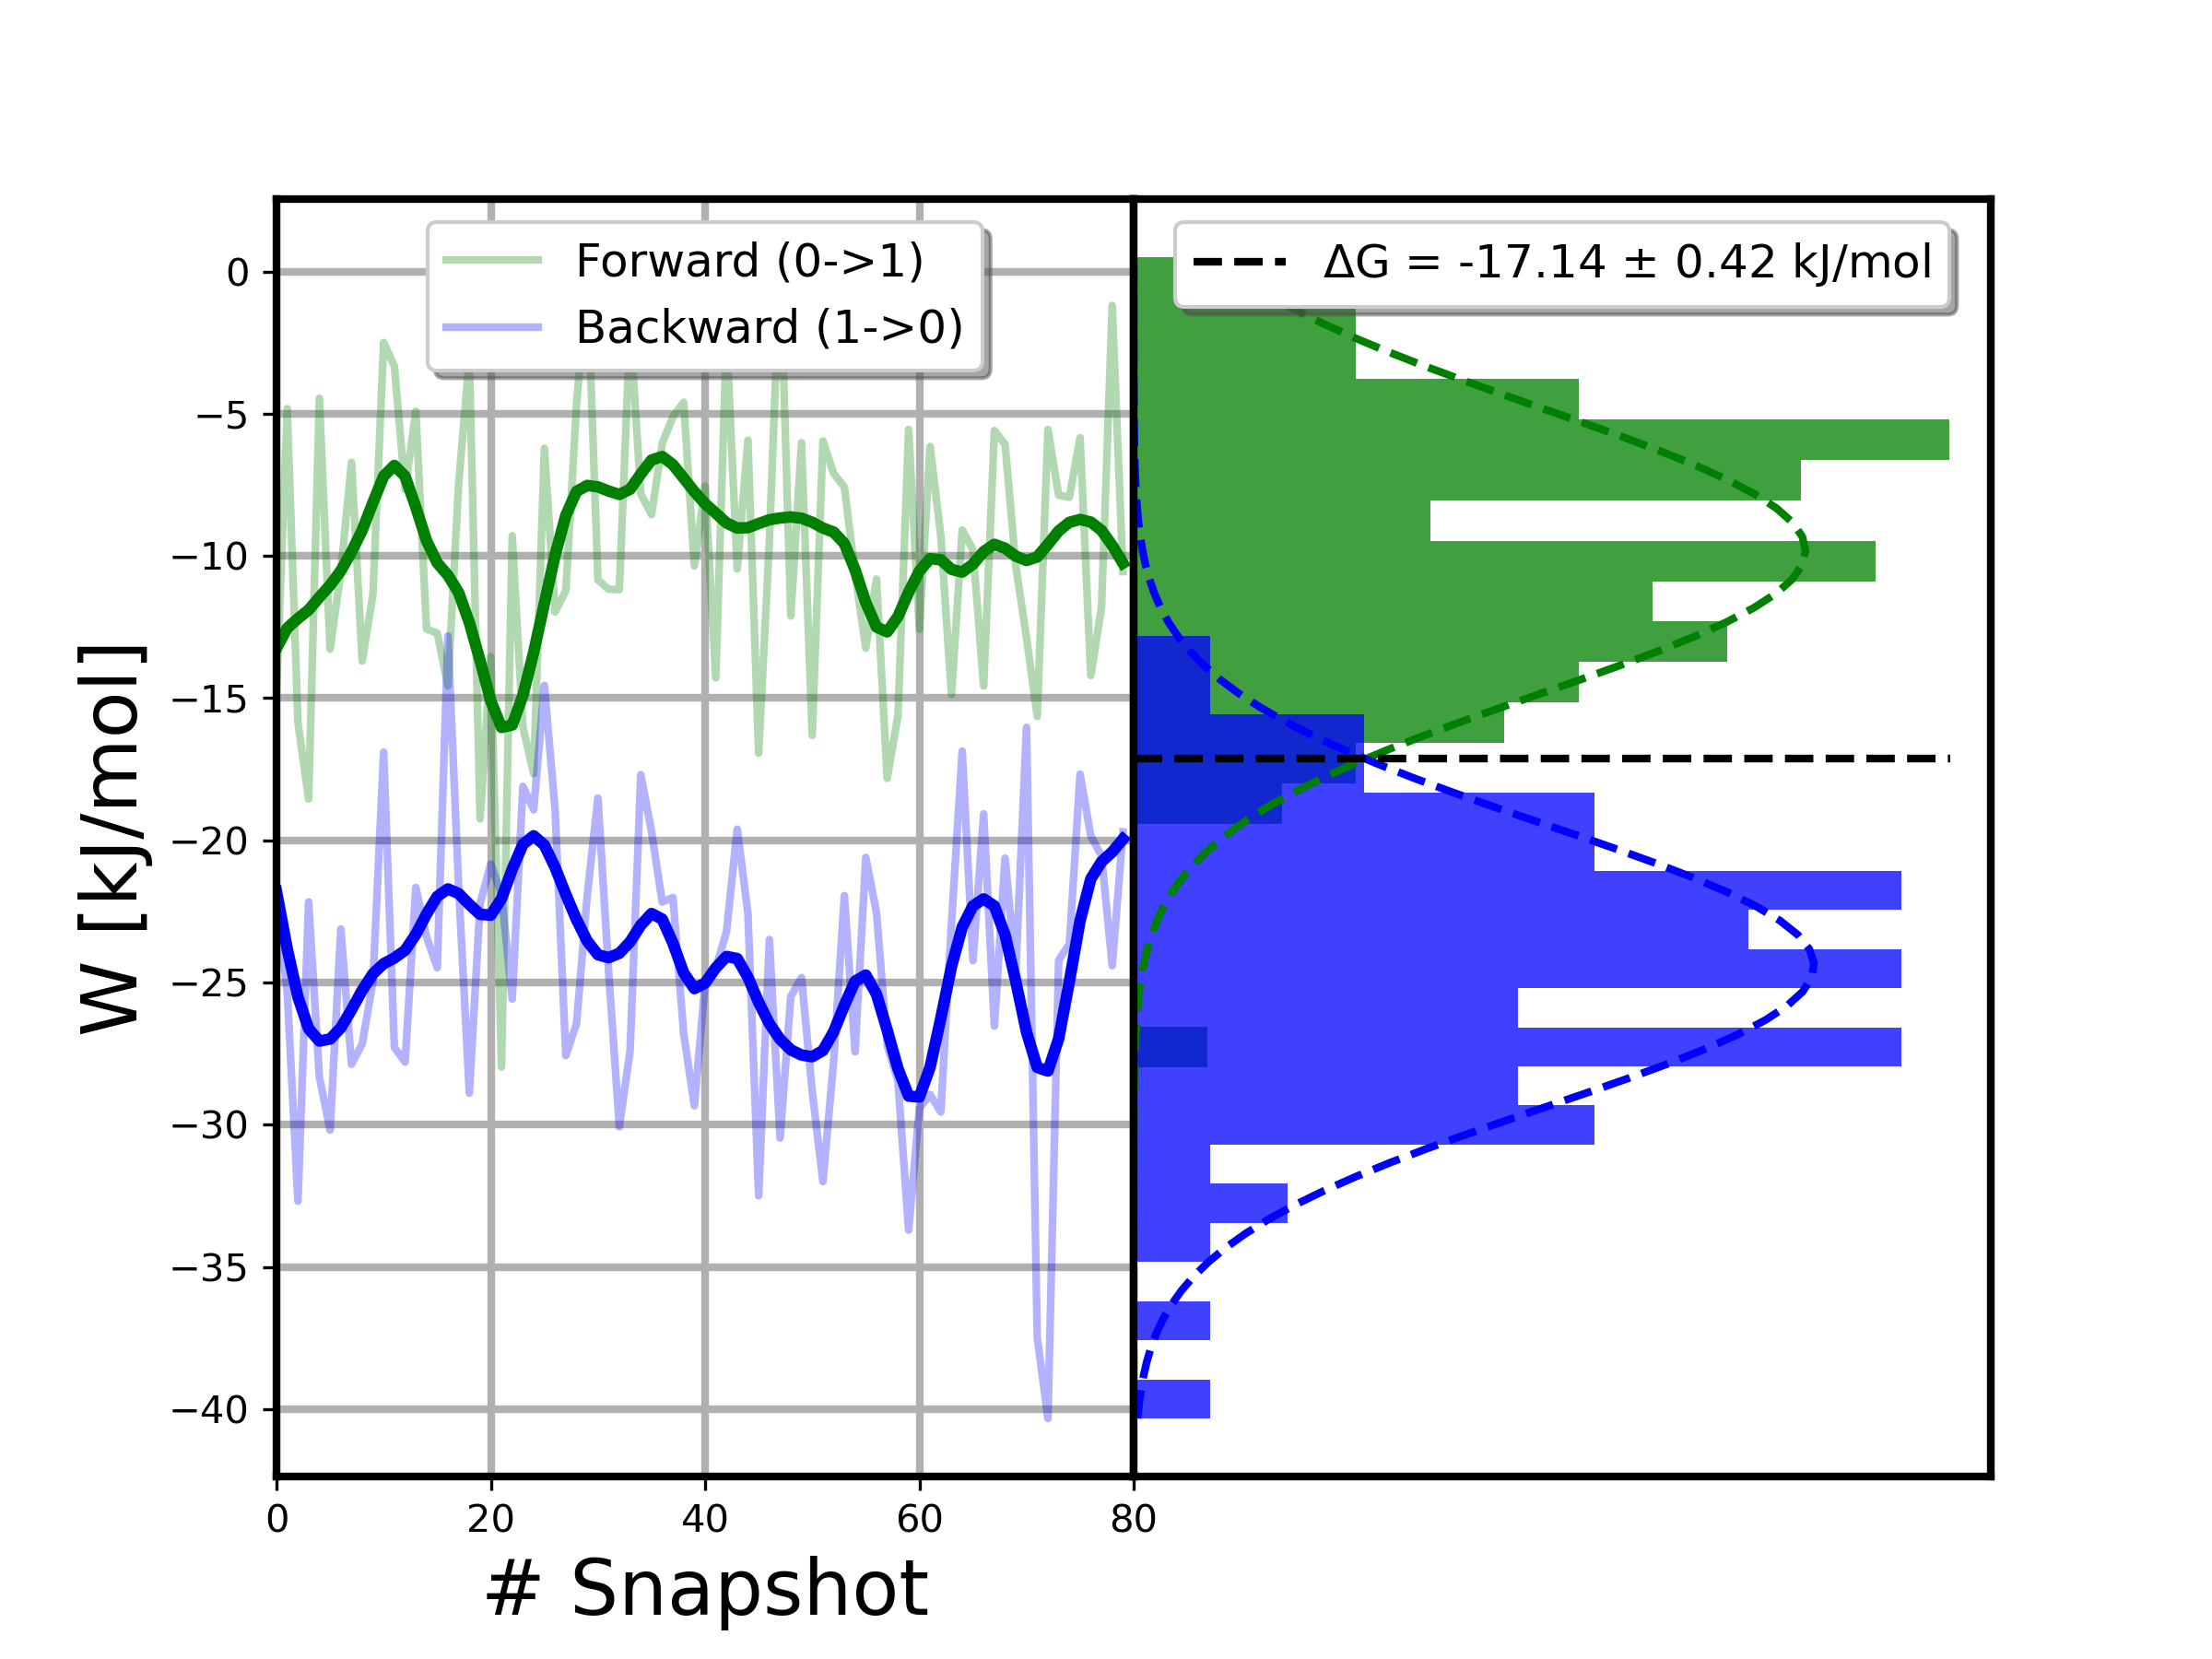 Forward (0->1)
Backward (1->0)
ΔG = -17.14 ± 0.42 kJ/mol
W [kJ/mol]
0
−5
−10
−15
−20
−25
−30
−35
−40
0 20 40 60 80
# Snapshot